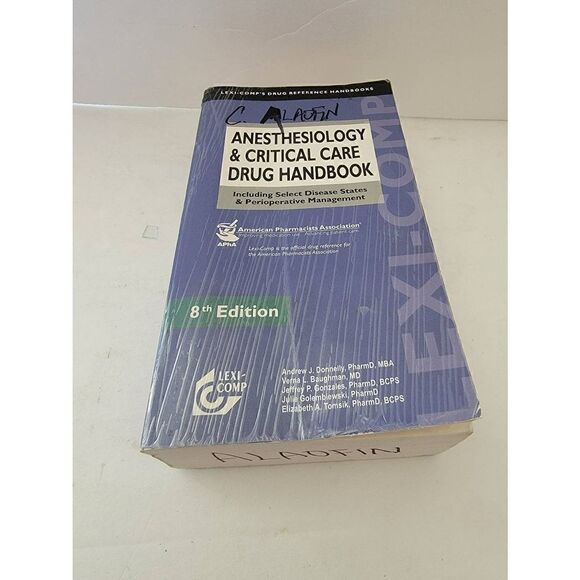 LEXI-COMP'S DRUG REFERENCE HANDBOOKS
C. ALAOFIN
ANESTHESIOLOGY
& CRITICAL CARE
DRUG HANDBOOK
Including Select Disease States
& Perioperative Management
American Pharmacists Association®
Improving medication use. Advancing patient care.
APhA
Lexi-Comp is the official drug reference for
the American Pharmacists Association
8th Edition
LEXI-
COMP
Andrew J. Donnelly, PharmD, MBA
Verna L. Baughman, MD
Jeffrey P. Gonzales, PharmD, BCPS
Julie Golembiewski, PharmD
Elizabeth A. Tomsik, PharmD, BCPS
LEXI-COMP
ALAOFIN